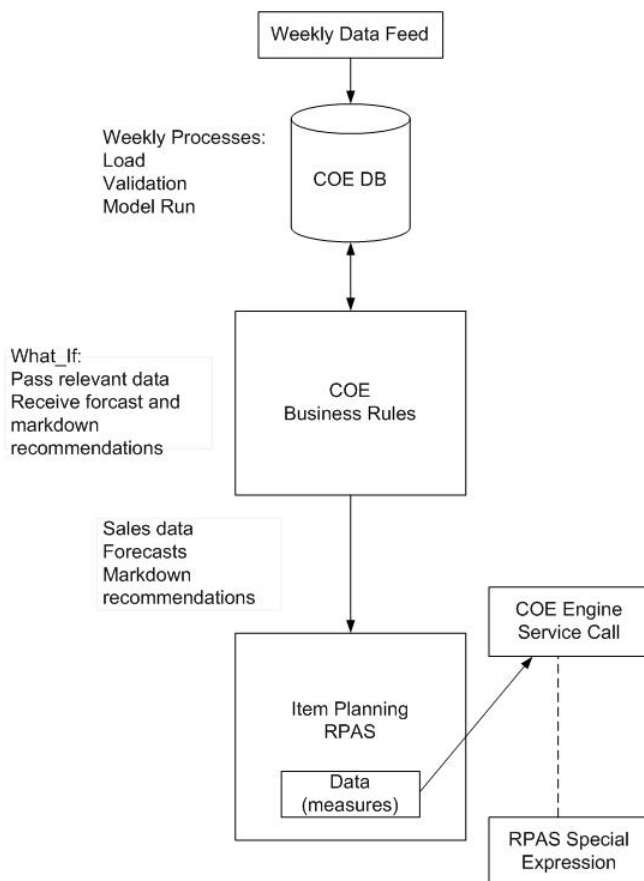 Weekly Data Feed
Weekly Processes:
Load
Validation
Model Run
COE DB
What_If:
Pass relevant data
Receive forcast and
markdown
recommendations
COE
Business Rules
Sales data
Forecasts
Markdown
recommendations
COE Engine
Service Call
Item Planning
RPAS
Data
(measures)
RPAS Special
Expression